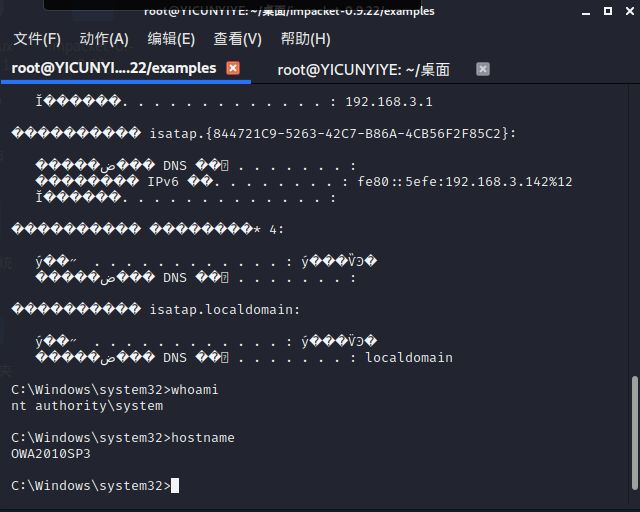 root@YICUNYIYE: ~/桌面/impacket-0.9.22/examples
文件(F) 动作(A) 编辑(E) 查看(V) 帮助(H)
root@YICUNYI….22/examples root@YICUNYIYE: ~/桌面
Ĭ������. . . . . . . . . . . . . : 192.168.3.1
���������� isatap.{844721C9-5263-42C7-B86A-4CB56F2F85C2}:
�����ض��� DNS ��׺ . . . . . . . :
�������� IPv6 ��. . . . . . . . : fe80::5efe:192.168.3.142%12
Ĭ������. . . . . . . . . . . . . :
���������� ��������* 4:
ý��״̬ . . . . . . . . . . . . : ý���ѶϿ�
�����ض��� DNS ��׺ . . . . . . . :
���������� isatap.localdomain:
ý��״̬ . . . . . . . . . . . . : ý���ѶϿ�
�����ض��� DNS ��׺ . . . . . . . : localdomain
C:\Windows\system32>whoami
nt authority\system
C:\Windows\system32>hostname
OWA2010SP3
C:\Windows\system32>